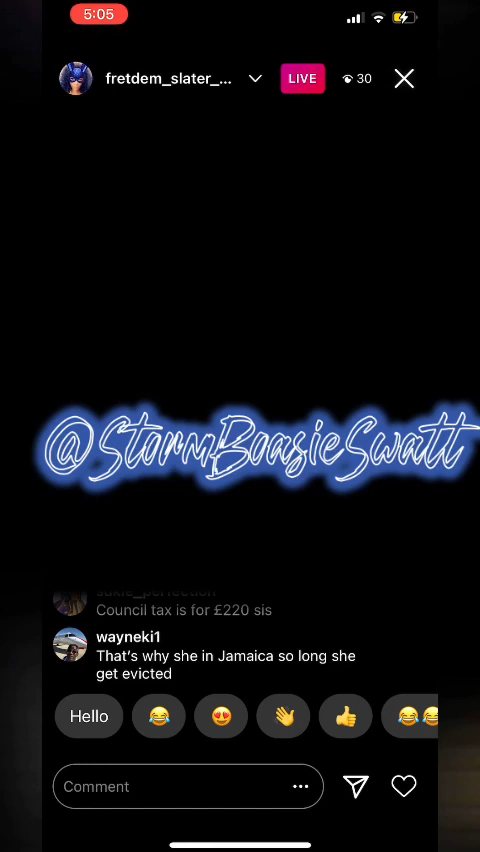 5:05
fretdem_slater_...
LIVE
30
@StormBoasieSwatt
sukie_perfection
Council tax is for £220 sis
wayneki1
That's why she in Jamaica so long she
get evicted
Hello
Comment